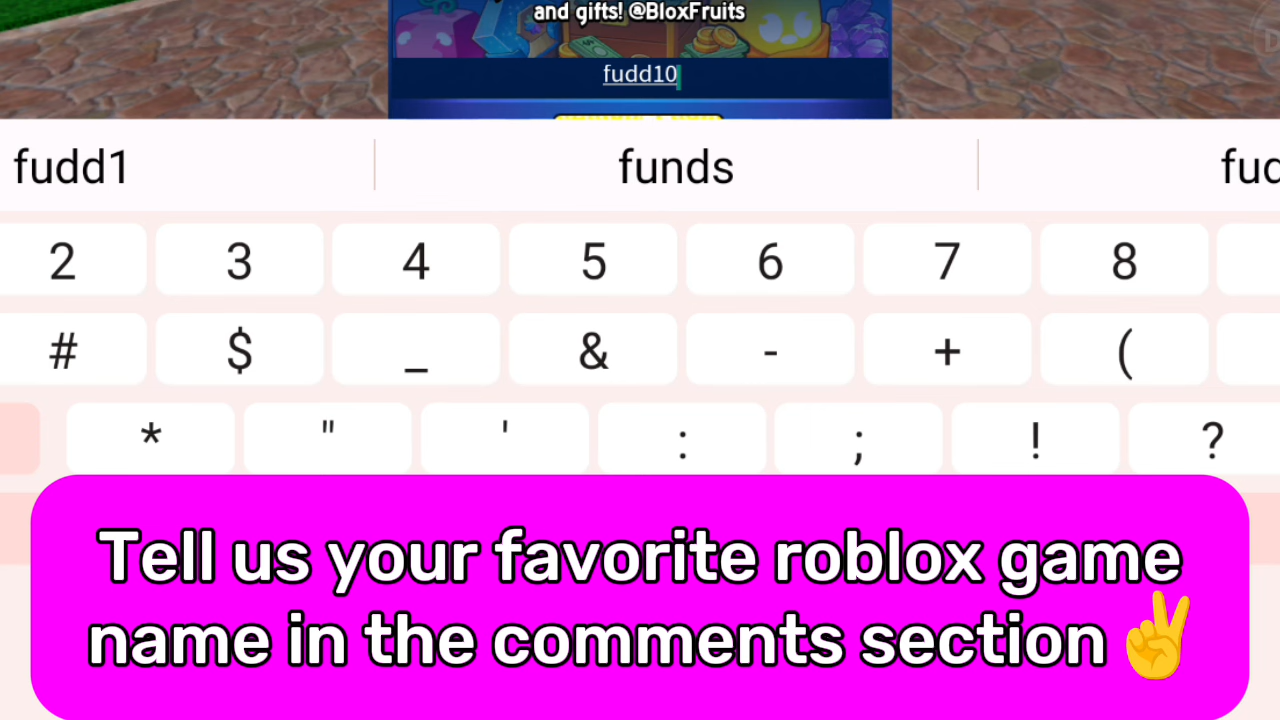 and gifts! @BloxFruits
fudd10
fudd1 funds
2 3 4 5 6 7 8
# $ _ & - + (
* " ' : ; ! ?
Tell us your favorite roblox game
name in the comments section ✌